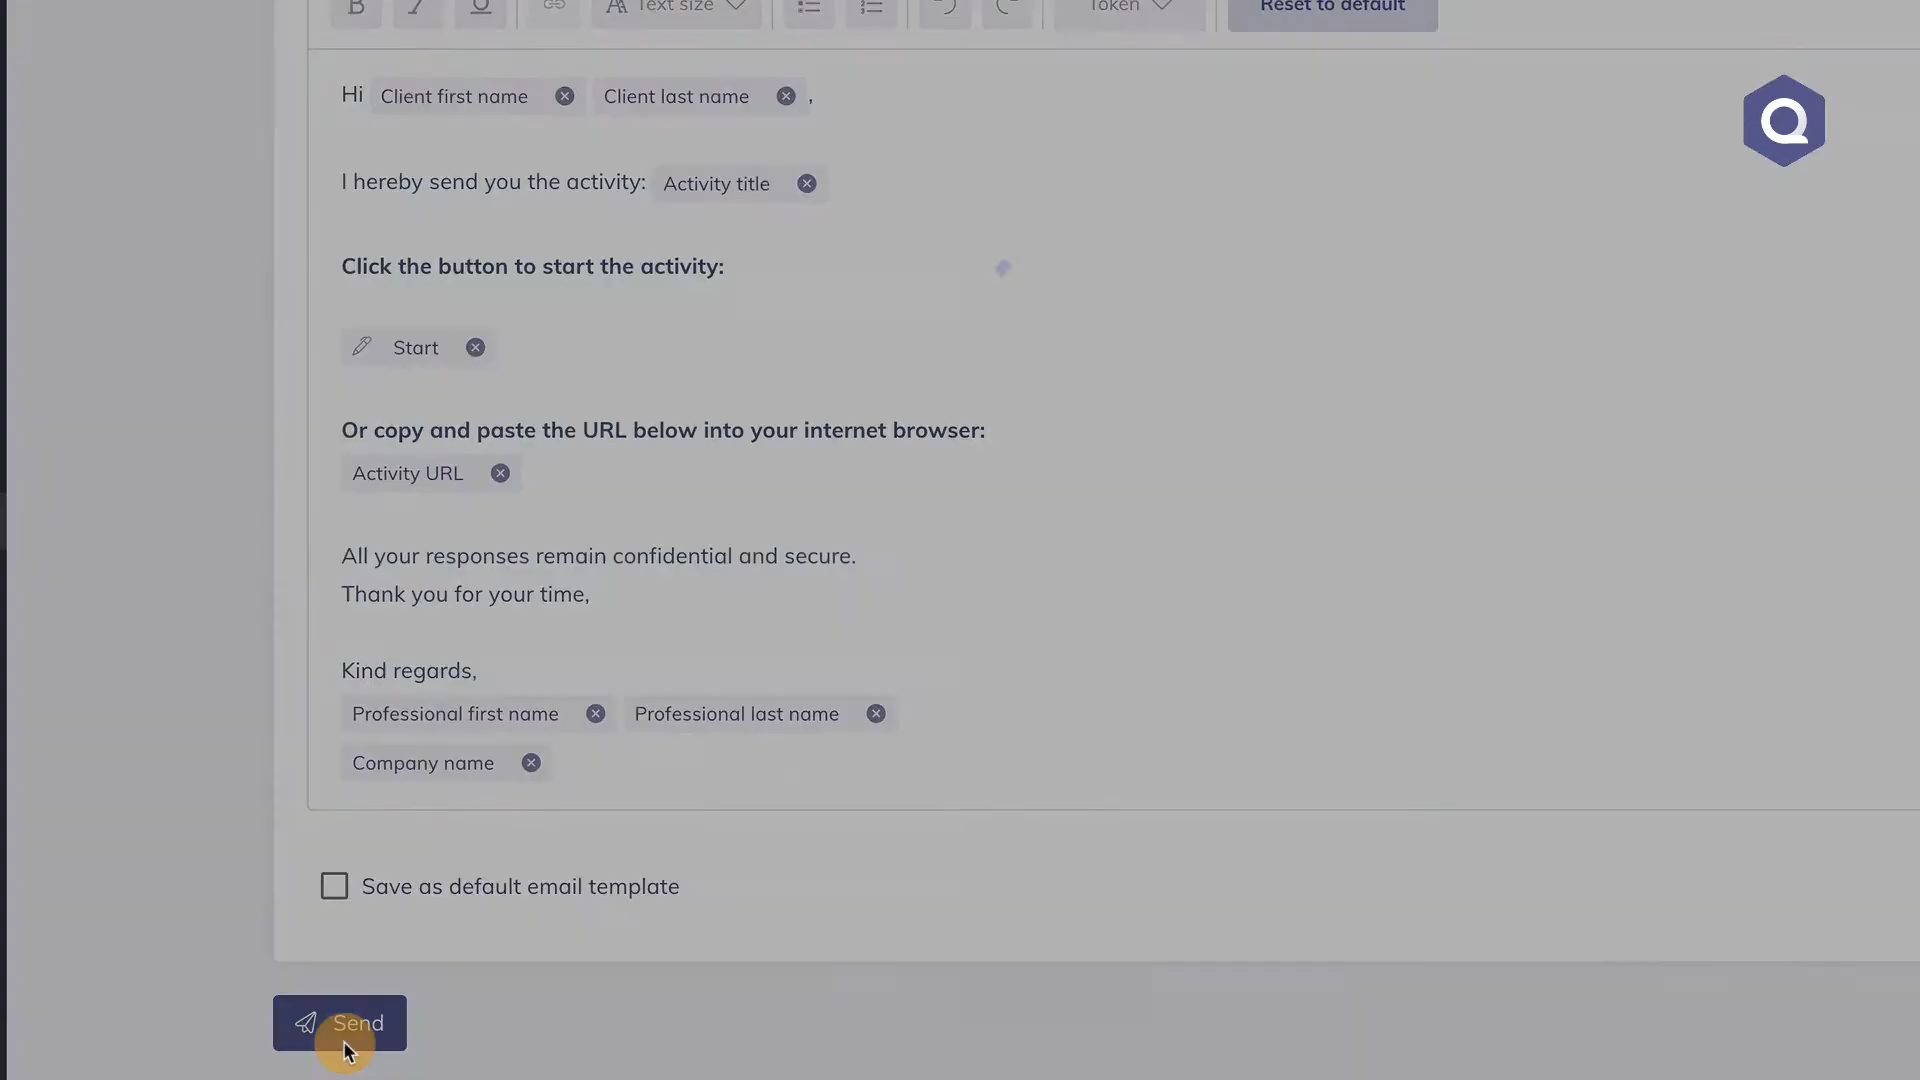 B I U Text size Token Reset to default
Hi Client first name Client last name ,
I hereby send you the activity: Activity title
Click the button to start the activity:
Start
Or copy and paste the URL below into your internet browser:
Activity URL
All your responses remain confidential and secure.
Thank you for your time,
Kind regards,
Professional first name Professional last name
Company name
Save as default email template
Send